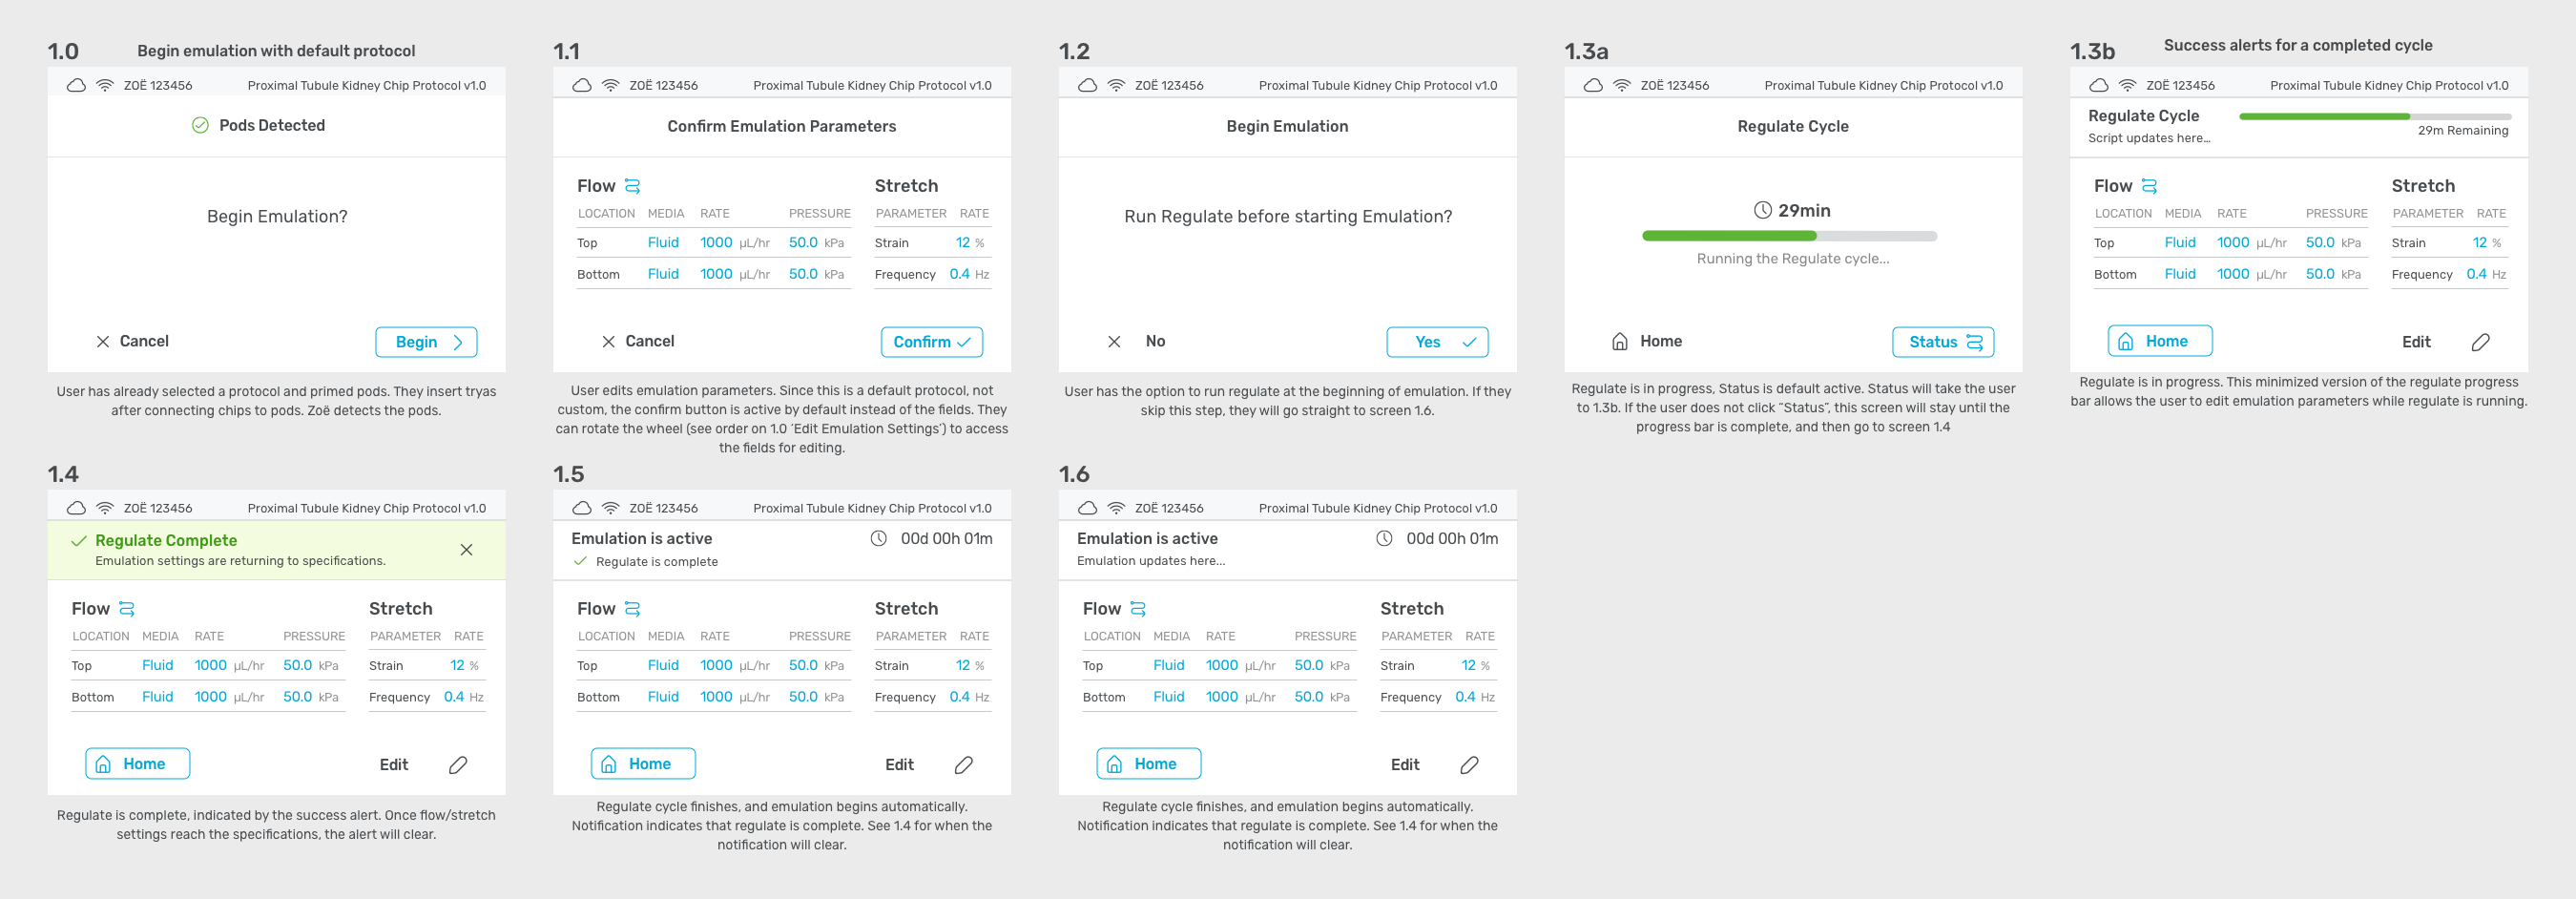 1.0 Begin emulation with default protocol
ZOË 123456 Proximal Tubule Kidney Chip Protocol v1.0
Pods Detected
Begin Emulation?
Cancel Begin
User has already selected a protocol and primed pods. They insert tryas
after connecting chips to pods. Zoë detects the pods.
1.1
ZOË 123456 Proximal Tubule Kidney Chip Protocol v1.0
Confirm Emulation Parameters
Flow Stretch
LOCATION MEDIA RATE PRESSURE PARAMETER RATE
Top Fluid 1000 µL/hr 50.0 kPa Strain 12 %
Bottom Fluid 1000 µL/hr 50.0 kPa Frequency 0.4 Hz
Cancel Confirm
User edits emulation parameters. Since this is a default protocol, not
custom, the confirm button is active by default instead of the fields. They
can rotate the wheel (see order on 1.0 ‘Edit Emulation Settings’) to access
the fields for editing.
1.2
ZOË 123456 Proximal Tubule Kidney Chip Protocol v1.0
Begin Emulation
Run Regulate before starting Emulation?
No Yes
User has the option to run regulate at the beginning of emulation. If they
skip this step, they will go straight to screen 1.6.
1.3a
ZOË 123456 Proximal Tubule Kidney Chip Protocol v1.0
Regulate Cycle
29min
Running the Regulate cycle...
Home Status
Regulate is in progress, Status is default active. Status will take the user
to 1.3b. If the user does not click “Status”, this screen will stay until the
progress bar is complete, and then go to screen 1.4
1.3b Success alerts for a completed cycle
ZOË 123456 Proximal Tubule Kidney Chip Protocol v1.0
Regulate Cycle
29m Remaining
Script updates here...
Flow Stretch
LOCATION MEDIA RATE PRESSURE PARAMETER RATE
Top Fluid 1000 µL/hr 50.0 kPa Strain 12 %
Bottom Fluid 1000 µL/hr 50.0 kPa Frequency 0.4 Hz
Home Edit
Regulate is in progress. This minimized version of the regulate progress
bar allows the user to edit emulation parameters while regulate is running.
1.4
ZOË 123456 Proximal Tubule Kidney Chip Protocol v1.0
Regulate Complete
Emulation settings are returning to specifications.
Flow Stretch
LOCATION MEDIA RATE PRESSURE PARAMETER RATE
Top Fluid 1000 µL/hr 50.0 kPa Strain 12 %
Bottom Fluid 1000 µL/hr 50.0 kPa Frequency 0.4 Hz
Home Edit
Regulate is complete, indicated by the success alert. Once flow/stretch
settings reach the specifications, the alert will clear.
1.5
ZOË 123456 Proximal Tubule Kidney Chip Protocol v1.0
Emulation is active 00d 00h 01m
Regulate is complete
Flow Stretch
LOCATION MEDIA RATE PRESSURE PARAMETER RATE
Top Fluid 1000 µL/hr 50.0 kPa Strain 12 %
Bottom Fluid 1000 µL/hr 50.0 kPa Frequency 0.4 Hz
Home Edit
Regulate cycle finishes, and emulation begins automatically.
Notification indicates that regulate is complete. See 1.4 for when the
notification will clear.
1.6
ZOË 123456 Proximal Tubule Kidney Chip Protocol v1.0
Emulation is active 00d 00h 01m
Emulation updates here...
Flow Stretch
LOCATION MEDIA RATE PRESSURE PARAMETER RATE
Top Fluid 1000 µL/hr 50.0 kPa Strain 12 %
Bottom Fluid 1000 µL/hr 50.0 kPa Frequency 0.4 Hz
Home Edit
Regulate cycle finishes, and emulation begins automatically.
Notification indicates that regulate is complete. See 1.4 for when the
notification will clear.